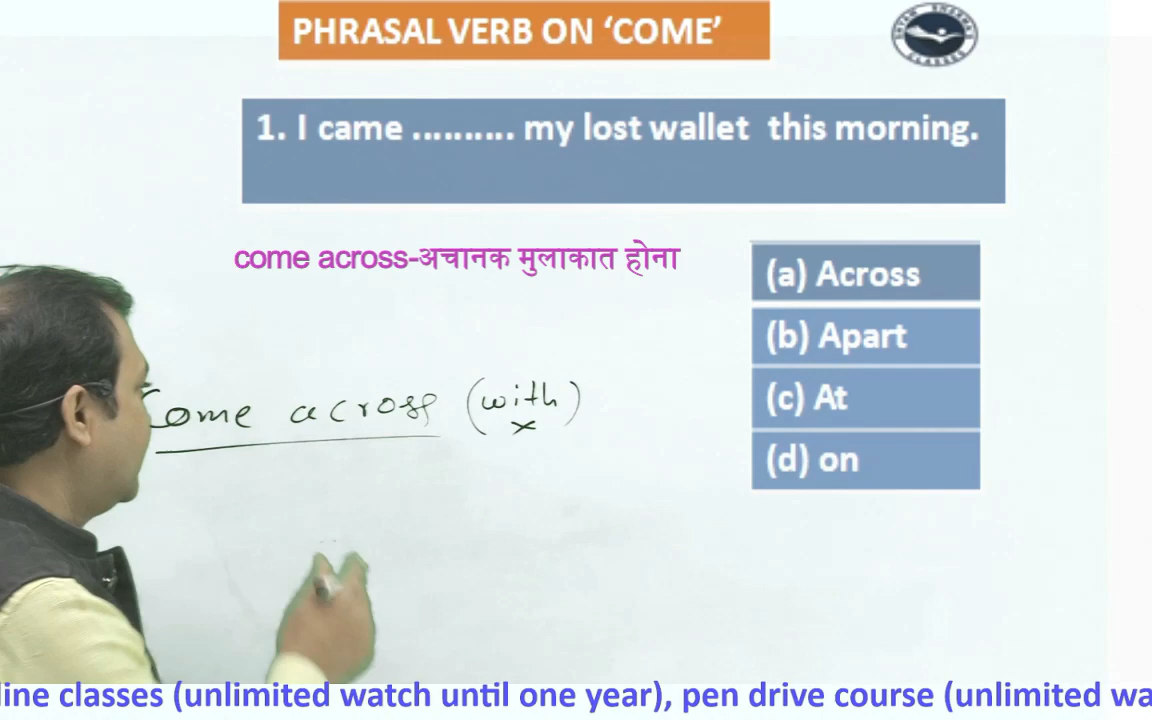 PHRASAL VERB ON ‘COME’
1. I came .......... my lost wallet this morning.
come across-अचानक मुलाकात होना
(a) Across
(b) Apart
(c) At
(d) on
Come across (with)
×
line classes (unlimited watch until one year), pen drive course (unlimited wa